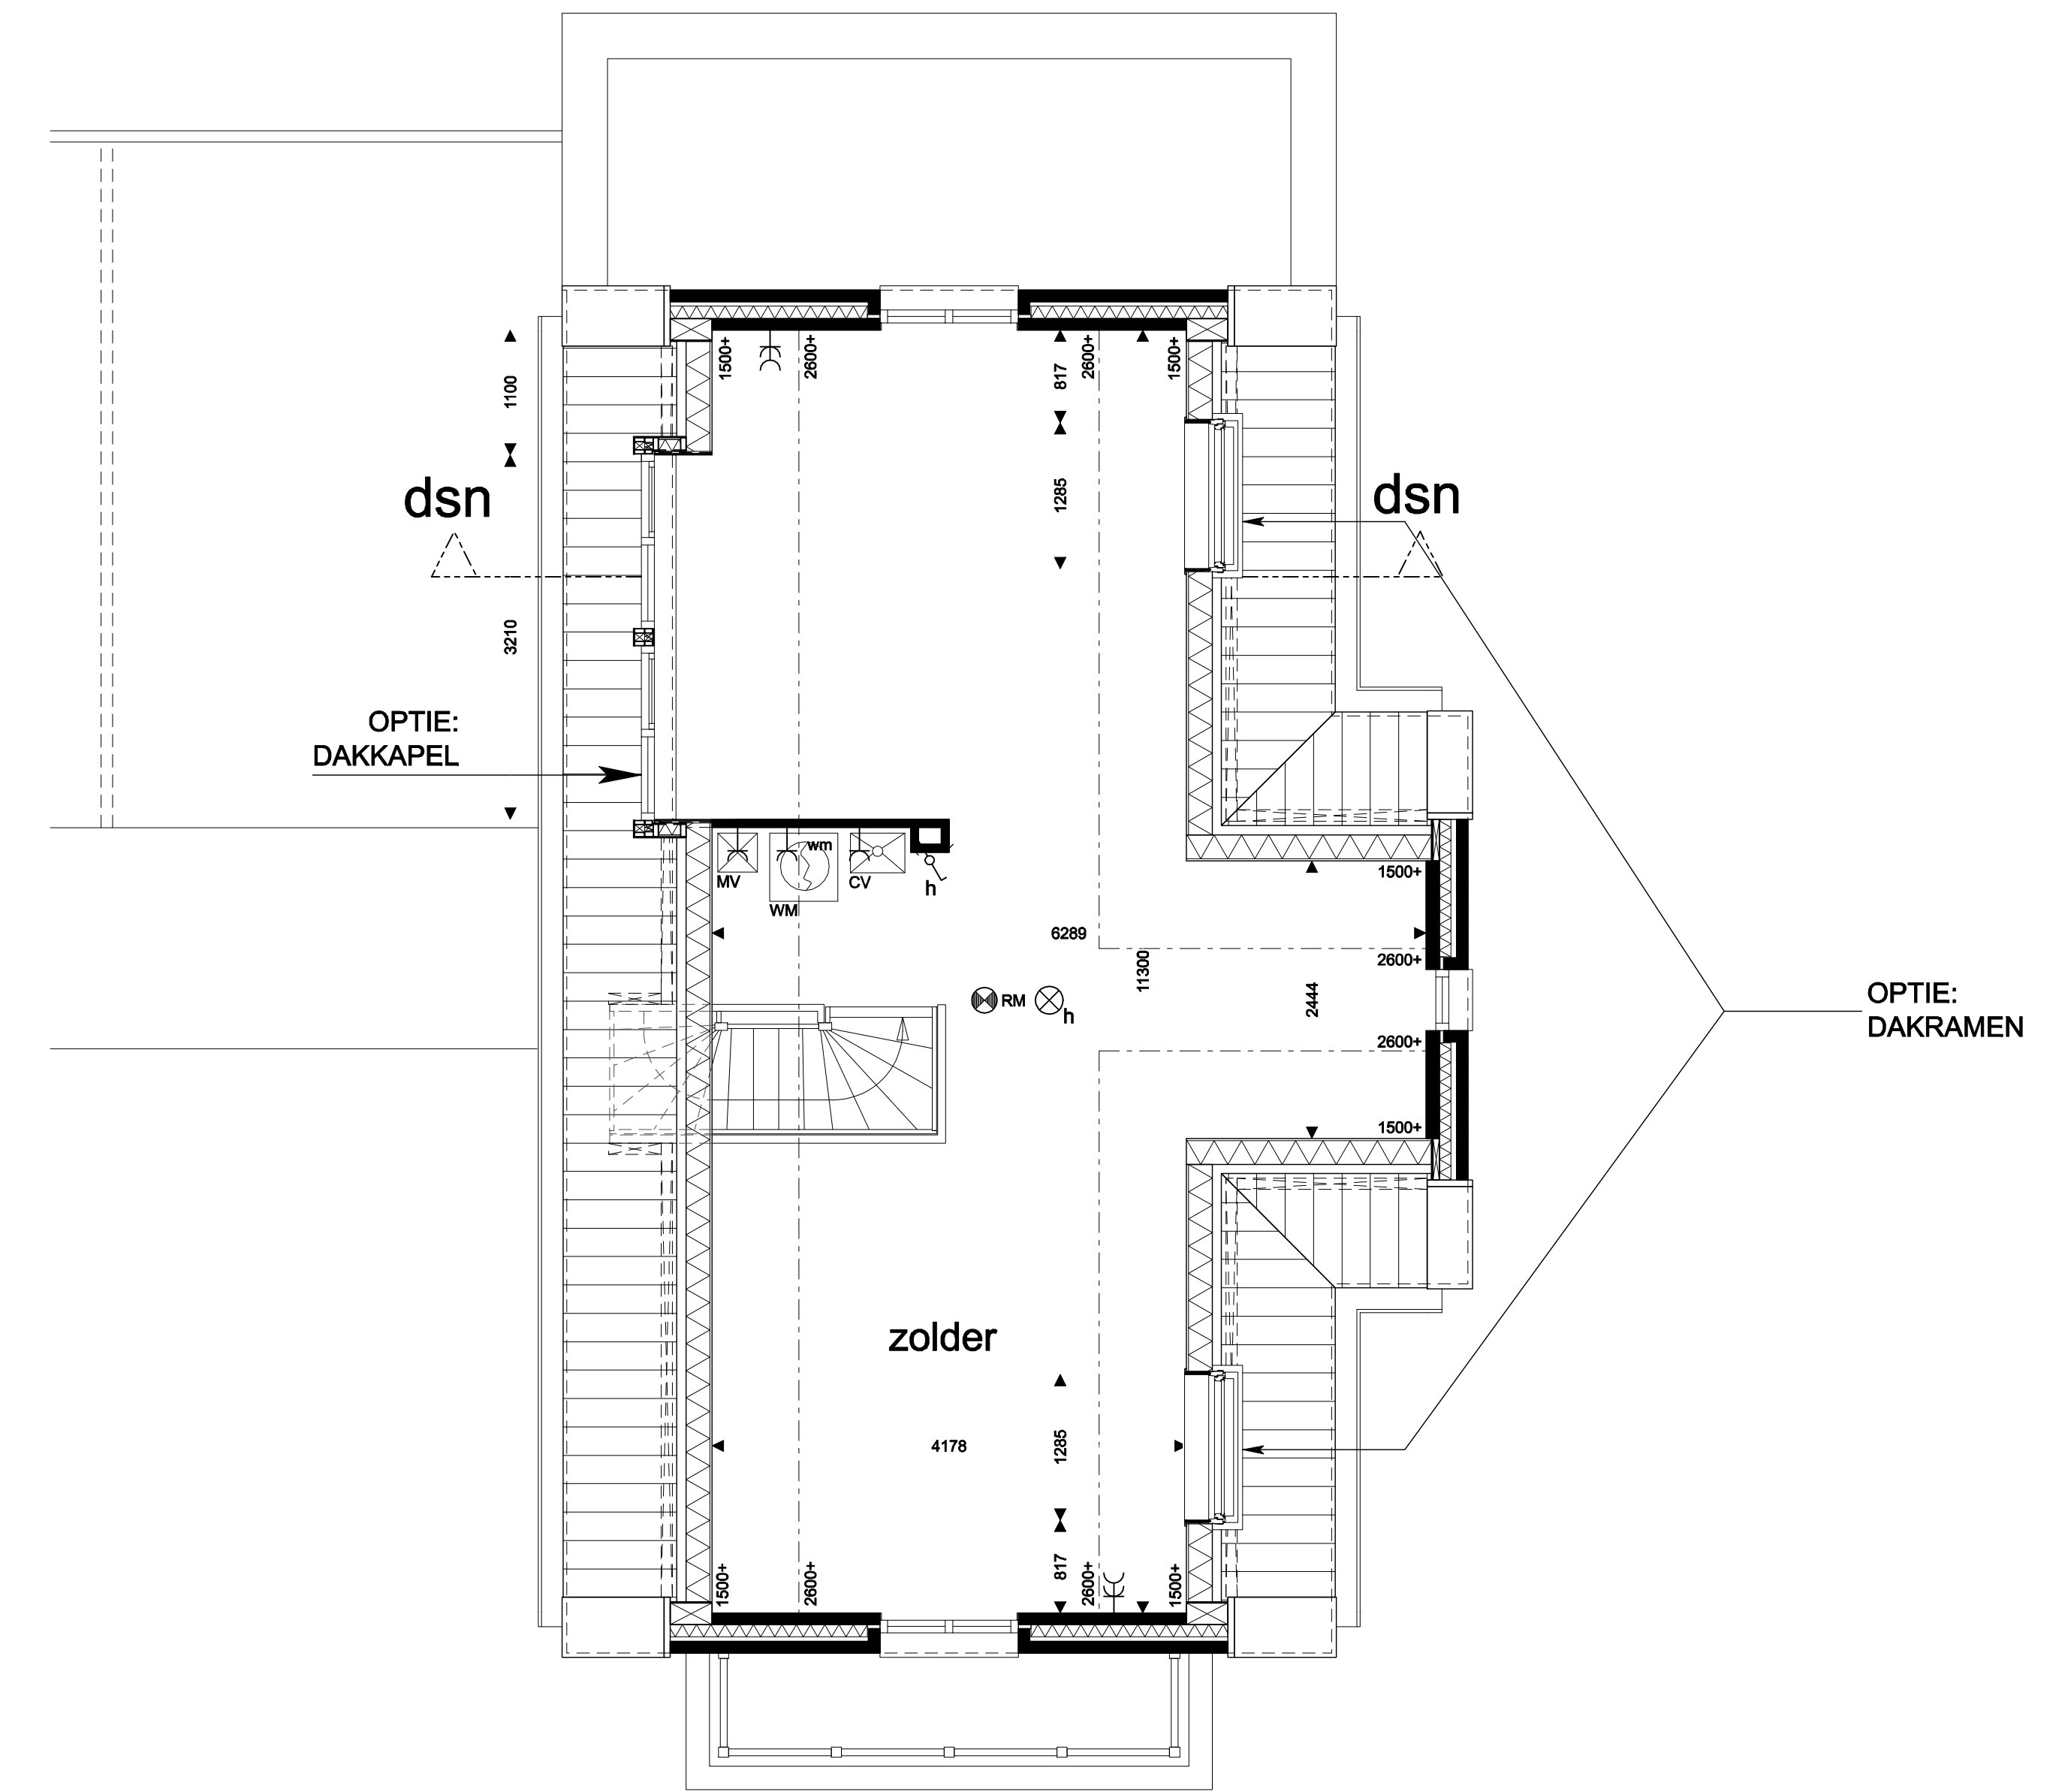 1500+
2600+
817
2600+
1500+
1100
1285
dsn
dsn
3210
OPTIE:
DAKKAPEL
wm
MV
CV
h
WM
1500+
6289
11300
2600+
2444
RM
h
OPTIE:
DAKRAMEN
2600+
1500+
zolder
4178
1285
817
1500+
2600+
2600+
1500+